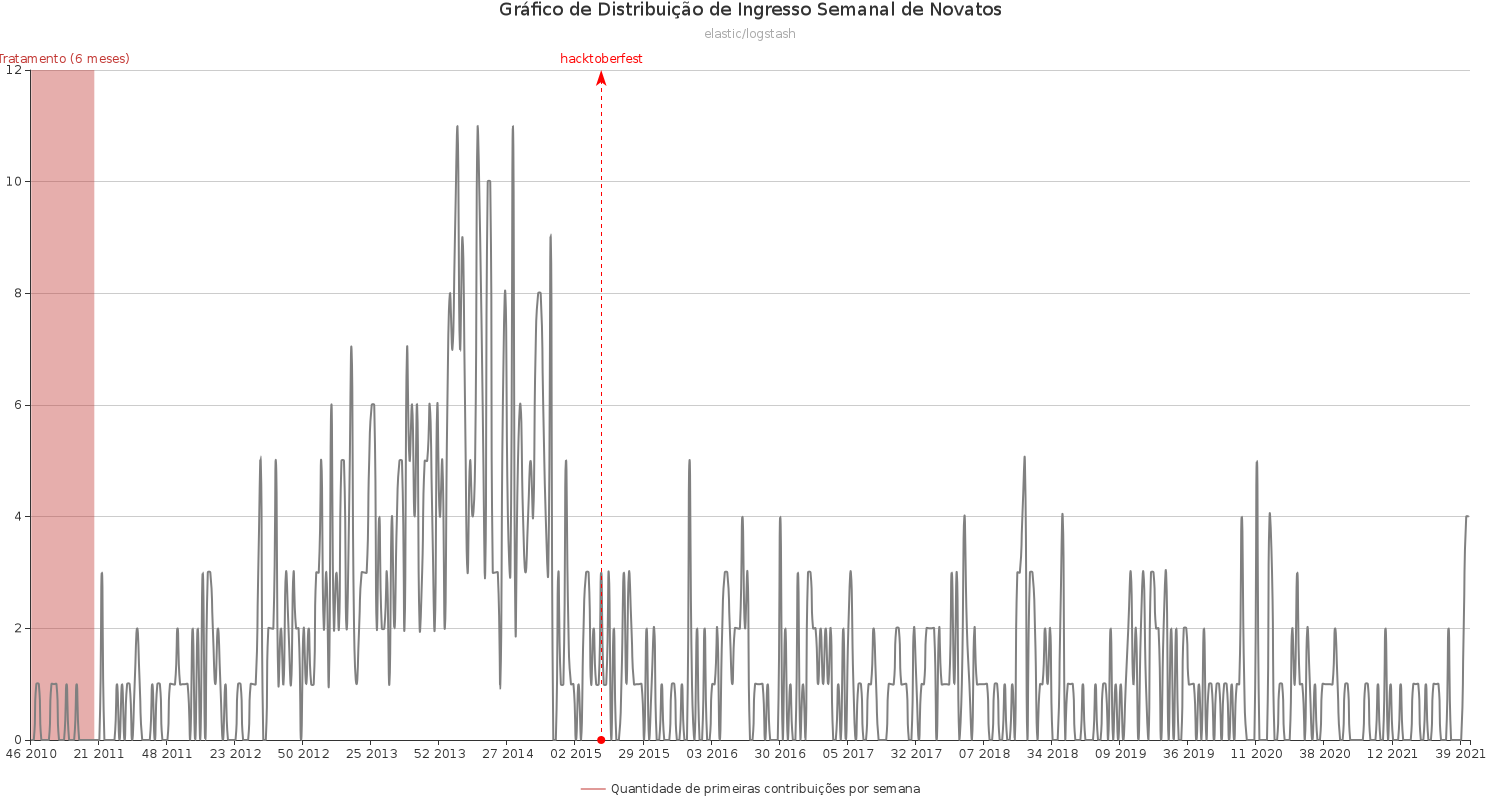 Gráfico de Distribuição de Ingresso Semanal de Novatos
elastic/logstash
Tratamento (6 meses)
hacktoberfest
12
10
8
6
4
2
0
46 2010 21 2011 48 2011 23 2012 50 2012 25 2013 52 2013 27 2014 02 2015 29 2015 03 2016 30 2016 05 2017 32 2017 07 2018 34 2018 09 2019 36 2019 11 2020 38 2020 12 2021 39 2021
Quantidade de primeiras contribuições por semana